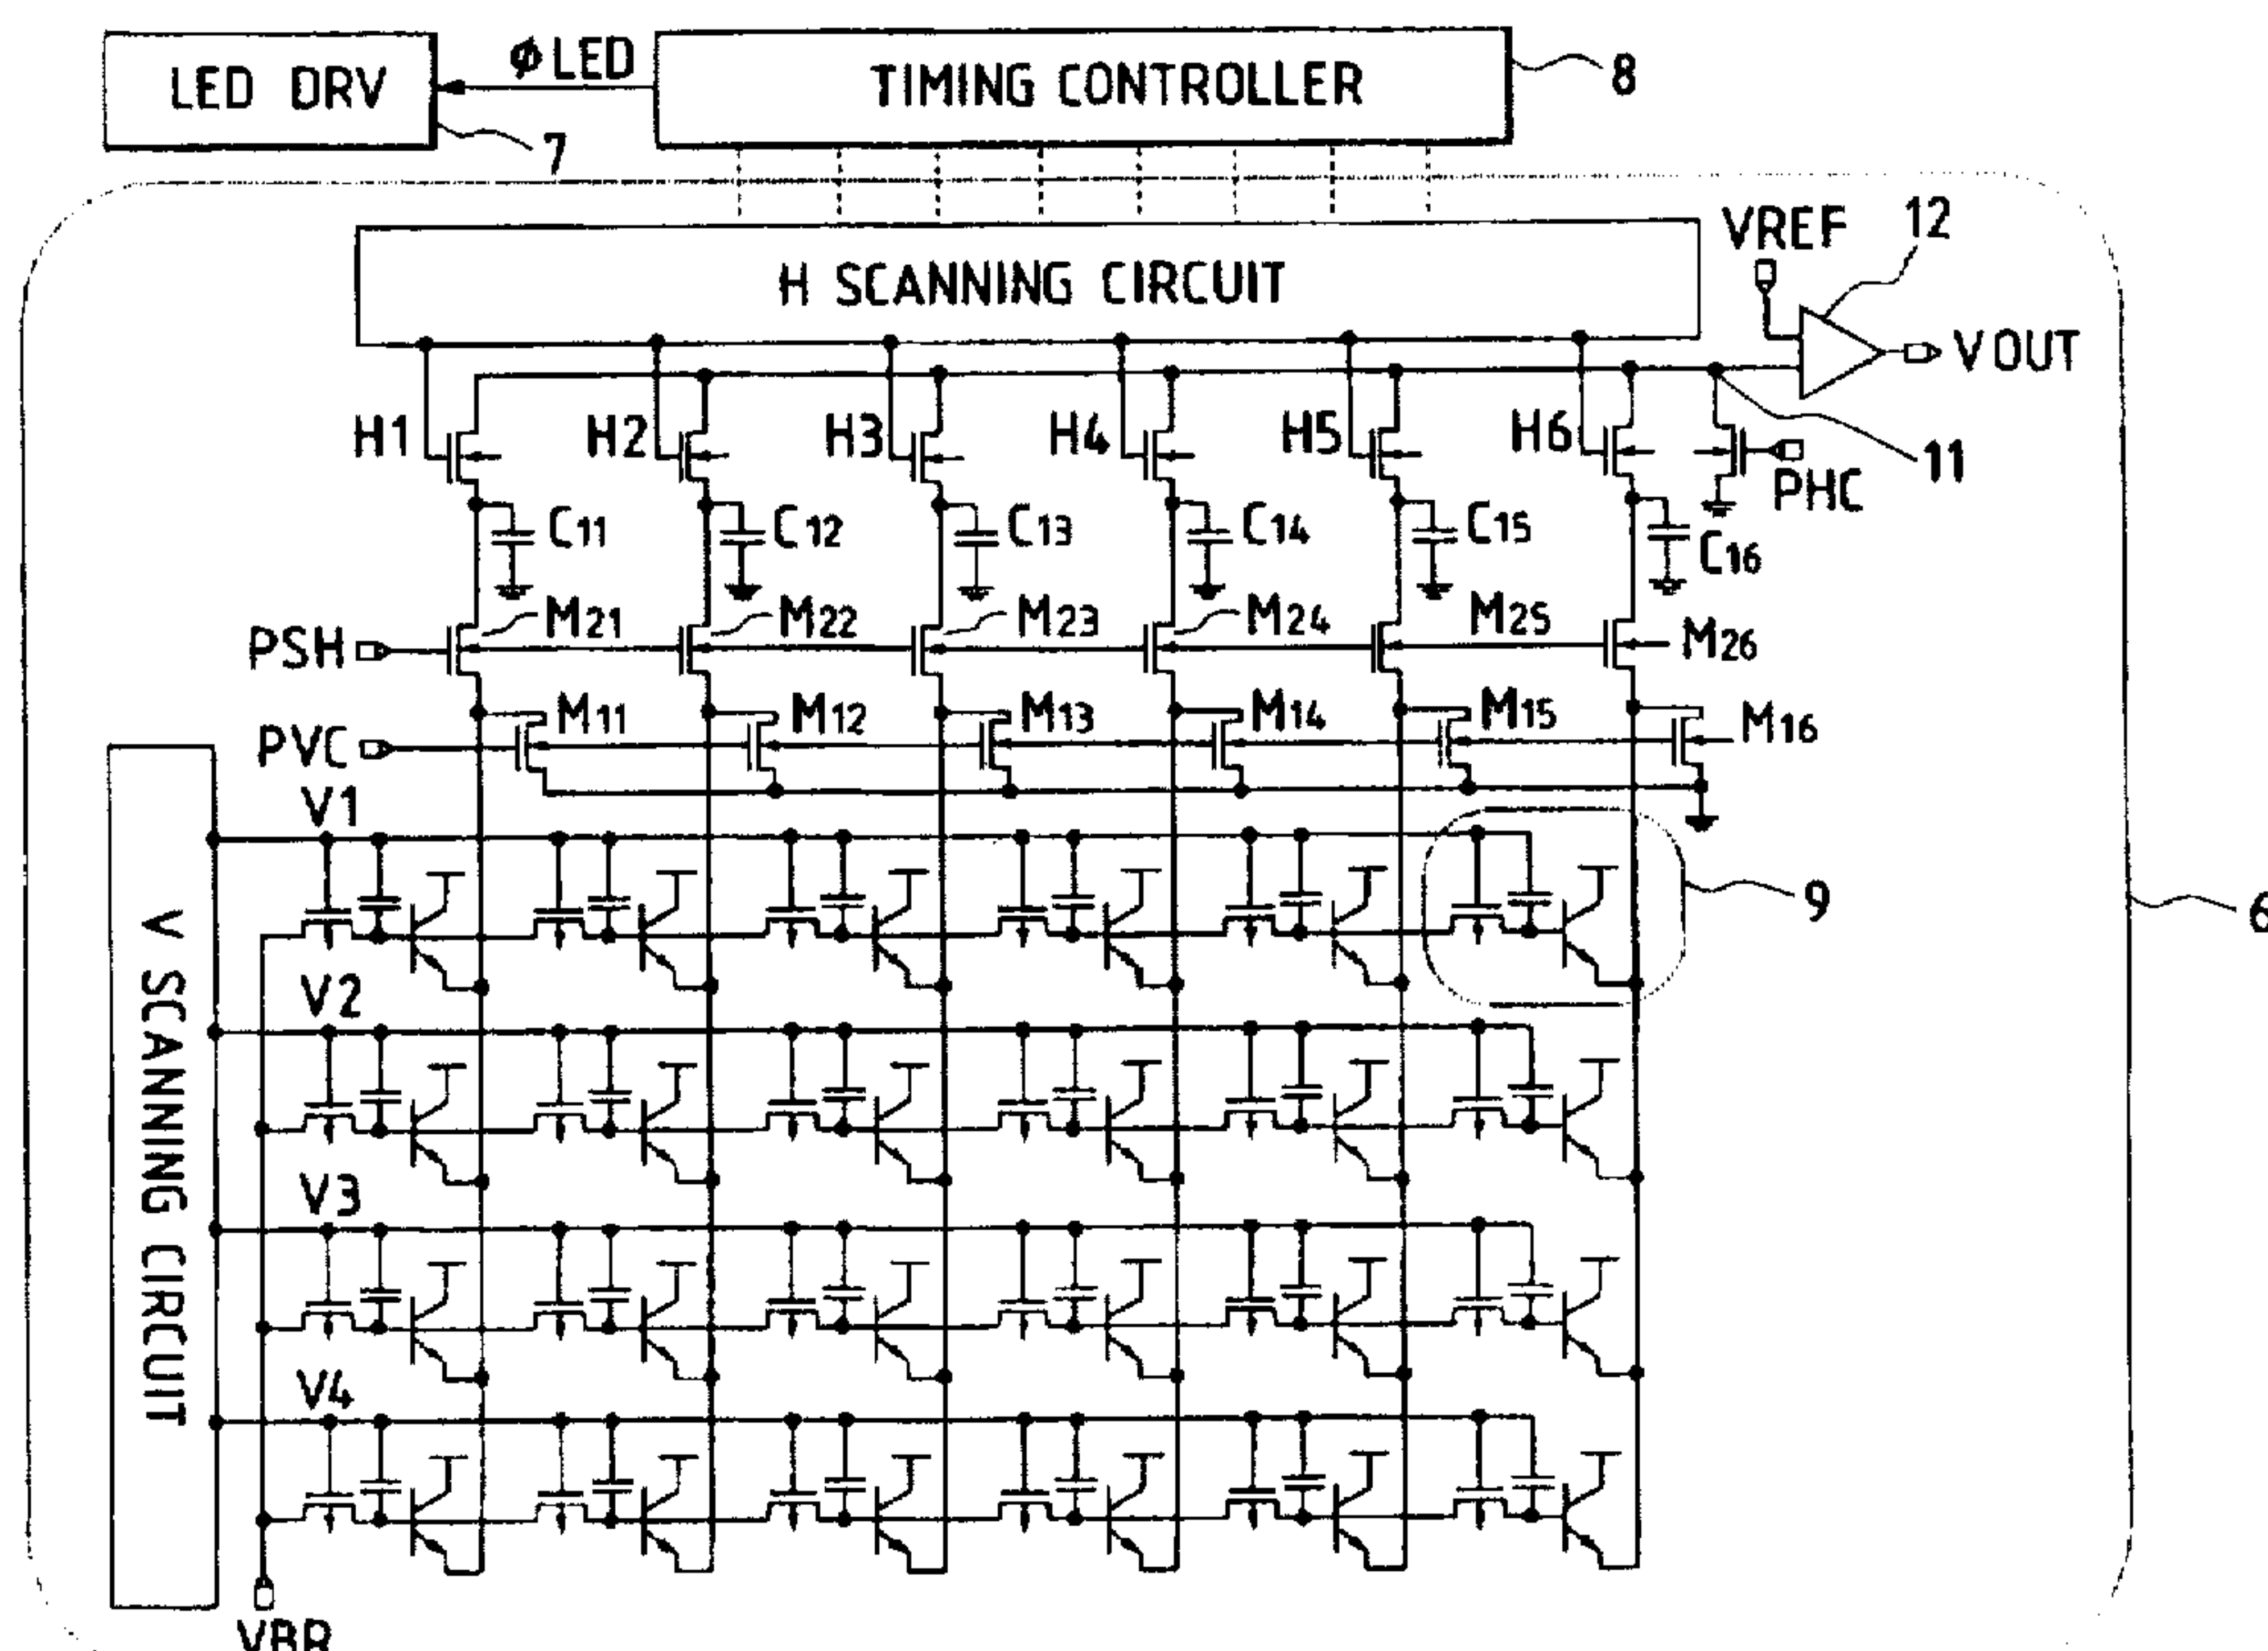 LED DRV
ΦLED
TIMING CONTROLLER
8
7
VREF
12
H SCANNING CIRCUIT
VOUT
H1
H2
H3
H4
H5
H6
11
PHC
C11
C12
C13
C14
C15
C16
PSH
M21
M22
M23
M24
M25
M26
PVC
M11
M12
M13
M14
M15
M16
V1
9
6
V SCANNING CIRCUIT
V2
V3
V4
VBR